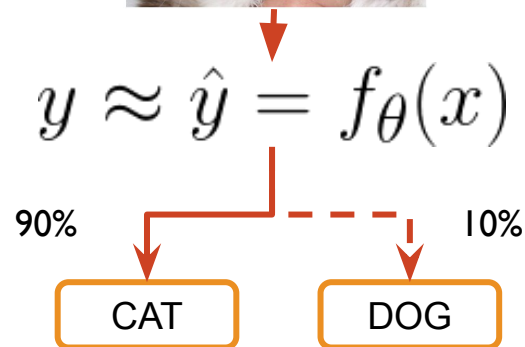 y ≈ ŷ = f_θ(x)
90% 10%
CAT DOG